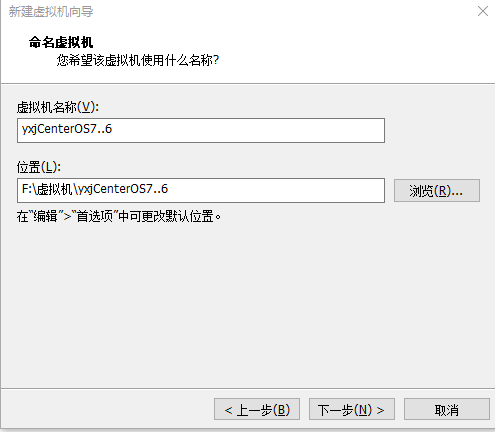 新建虚拟机向导
命名虚拟机
您希望该虚拟机使用什么名称?
虚拟机名称(V):
yxjCenterOS7..6
位置(L):
F:\虚拟机\yxjCenterOS7..6
浏览(R)...
在"编辑">"首选项"中可更改默认位置。
< 上一步(B)
下一步(N) >
取消